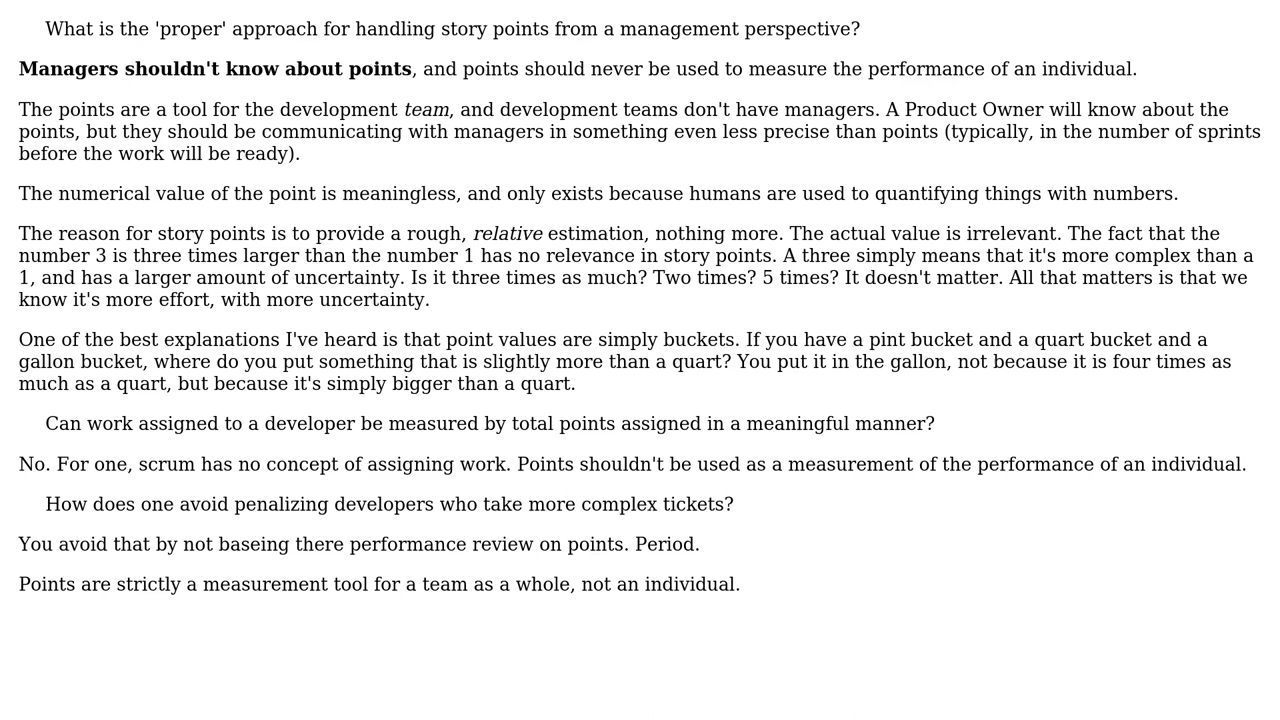 What is the 'proper' approach for handling story points from a management perspective?
Managers shouldn't know about points, and points should never be used to measure the performance of an individual.
The points are a tool for the development team, and development teams don't have managers. A Product Owner will know about the
points, but they should be communicating with managers in something even less precise than points (typically, in the number of sprints
before the work will be ready).
The numerical value of the point is meaningless, and only exists because humans are used to quantifying things with numbers.
The reason for story points is to provide a rough, relative estimation, nothing more. The actual value is irrelevant. The fact that the
number 3 is three times larger than the number 1 has no relevance in story points. A three simply means that it's more complex than a
1, and has a larger amount of uncertainty. Is it three times as much? Two times? 5 times? It doesn't matter. All that matters is that we
know it's more effort, with more uncertainty.
One of the best explanations I've heard is that point values are simply buckets. If you have a pint bucket and a quart bucket and a
gallon bucket, where do you put something that is slightly more than a quart? You put it in the gallon, not because it is four times as
much as a quart, but because it's simply bigger than a quart.
Can work assigned to a developer be measured by total points assigned in a meaningful manner?
No. For one, scrum has no concept of assigning work. Points shouldn't be used as a measurement of the performance of an individual.
How does one avoid penalizing developers who take more complex tickets?
You avoid that by not baseing there performance review on points. Period.
Points are strictly a measurement tool for a team as a whole, not an individual.